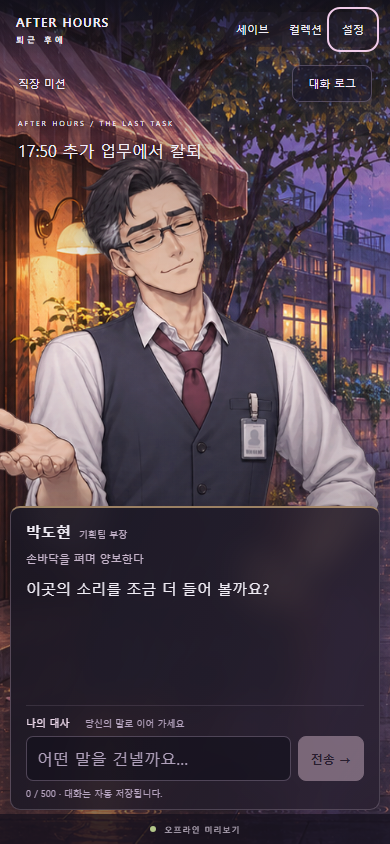 AFTER HOURS
퇴근 후에
세이브
컬렉션
설정
직장 미션
대화 로그
AFTER HOURS / THE LAST TASK
17:50 추가 업무에서 칼퇴
박도현 기획팀 부장
손바닥을 펴며 양보한다
이곳의 소리를 조금 더 들어 볼까요?
나의 대사 당신의 말로 이어 가세요
어떤 말을 건넬까요...
전송 →
0 / 500 · 대화는 자동 저장됩니다.
오프라인 미리보기